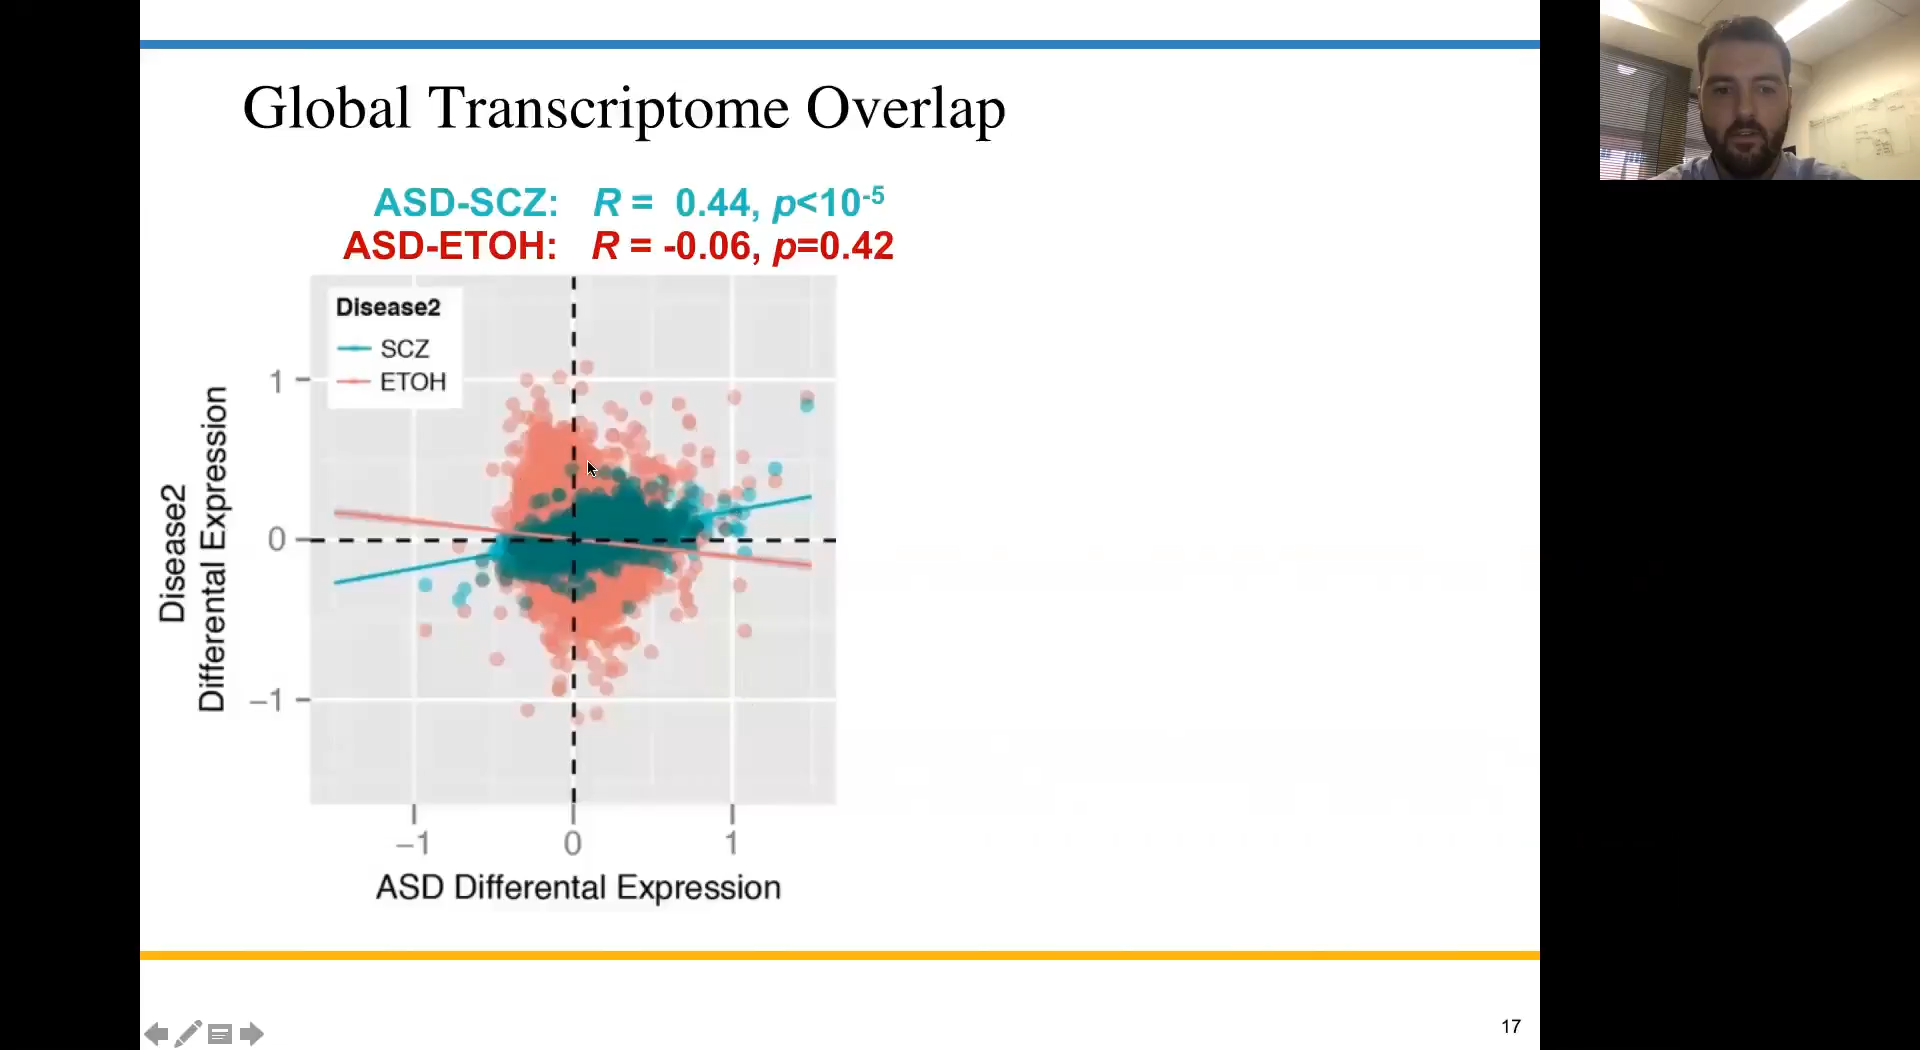 Global Transcriptome Overlap
ASD-SCZ: R = 0.44, p<10-5
ASD-ETOH: R = -0.06, p=0.42
Disease2
SCZ
ETOH
1
0
−1
Disease2
Differental Expression
−1 0 1
ASD Differental Expression
17